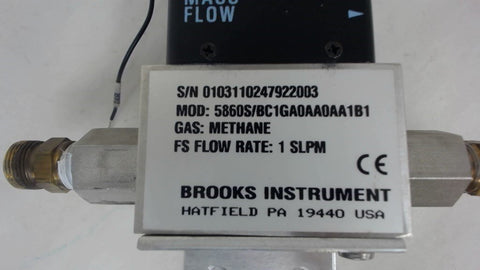 MASS
FLOW
S/N 0103110247922003
MOD: 5860S/BC1GA0AA0AA1B1
GAS: METHANE
FS FLOW RATE: 1 SLPM
CE
BROOKS INSTRUMENT
HATFIELD PA 19440 USA